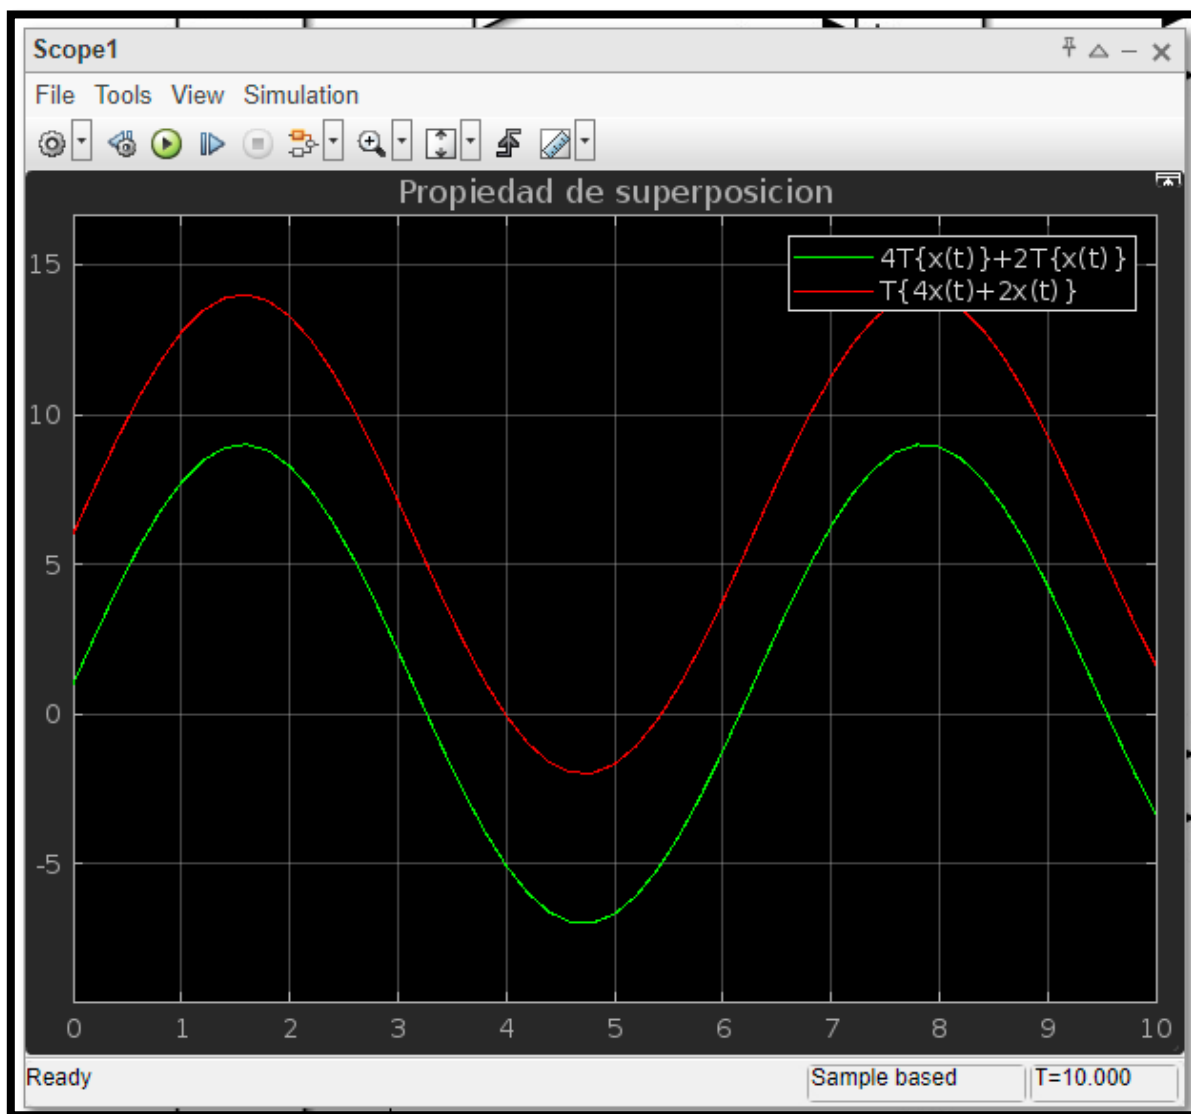 Scope1
File Tools View Simulation
Propiedad de superposicion
4T{x(t)}+2T{x(t)}
T{4x(t)+2x(t)}
15
10
5
0
-5
0 1 2 3 4 5 6 7 8 9 10
Ready Sample based T=10.000